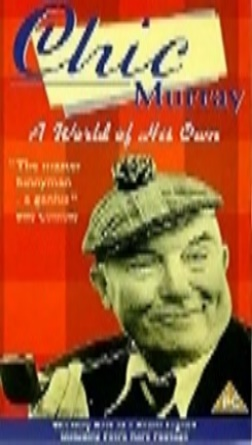 Chic
Murray
A World of His Own
"The master
funnyman
a genius"
Billy Connolly
PG